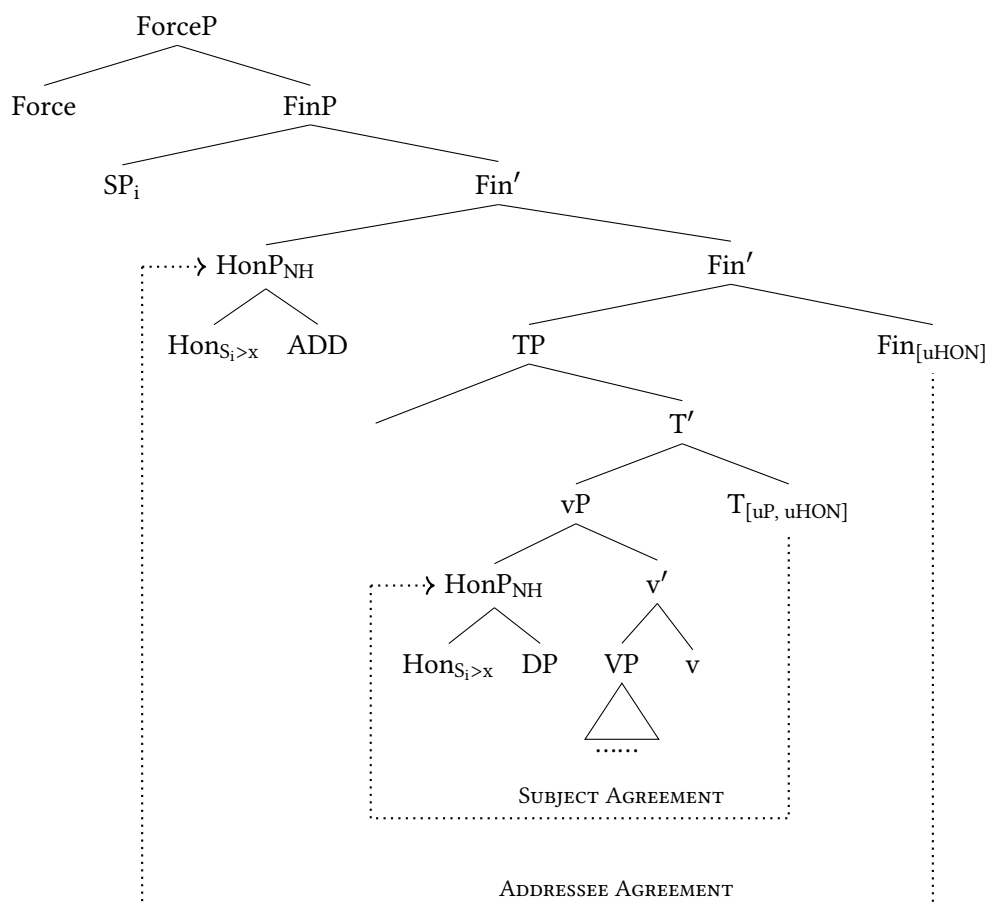 ForceP
Force FinP
SPi Fin′
HonPNH Fin′
HonSi>x ADD TP Fin[uHON]
T′
vP T[uP, uHON]
HonPNH v′
HonSi>x DP VP v
......
Subject Agreement
Addressee Agreement